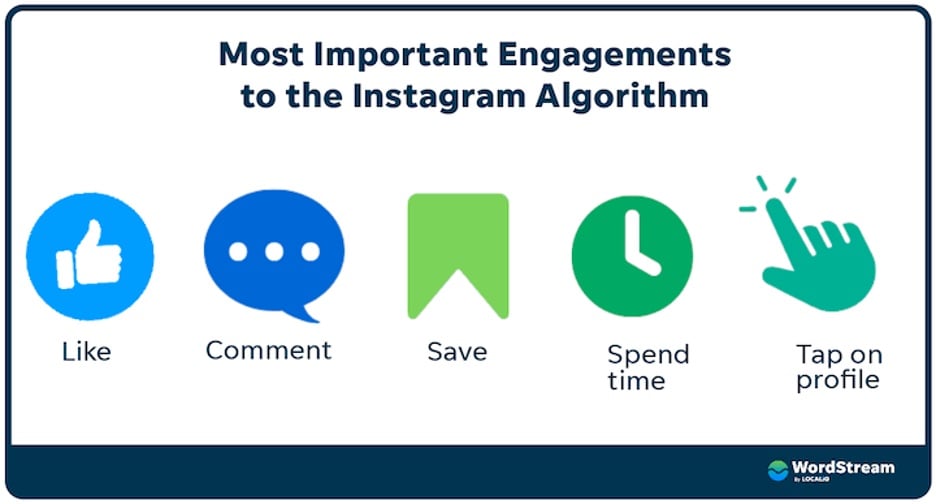 Most Important Engagements
to the Instagram Algorithm
Like
Comment
Save
Spend
time
Tap on
profile
WordStream
By LOCALiQ